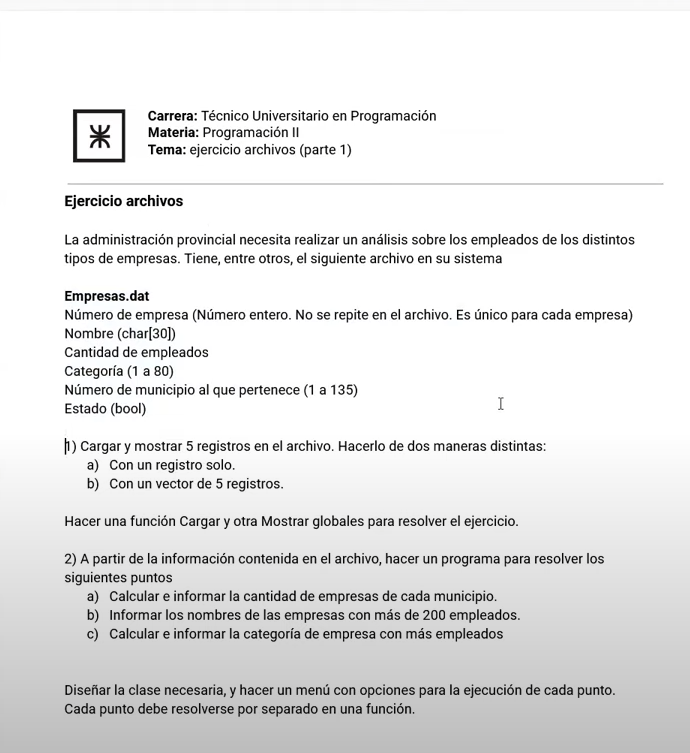 Carrera: Técnico Universitario en Programación
Materia: Programación II
Tema: ejercicio archivos (parte 1)
Ejercicio archivos
La administración provincial necesita realizar un análisis sobre los empleados de los distintos
tipos de empresas. Tiene, entre otros, el siguiente archivo en su sistema
Empresas.dat
Número de empresa (Número entero. No se repite en el archivo. Es único para cada empresa)
Nombre (char[30])
Cantidad de empleados
Categoría (1 a 80)
Número de municipio al que pertenece (1 a 135)
Estado (bool)
1) Cargar y mostrar 5 registros en el archivo. Hacerlo de dos maneras distintas:
a) Con un registro solo.
b) Con un vector de 5 registros.
Hacer una función Cargar y otra Mostrar globales para resolver el ejercicio.
2) A partir de la información contenida en el archivo, hacer un programa para resolver los
siguientes puntos
a) Calcular e informar la cantidad de empresas de cada municipio.
b) Informar los nombres de las empresas con más de 200 empleados.
c) Calcular e informar la categoría de empresa con más empleados
Diseñar la clase necesaria, y hacer un menú con opciones para la ejecución de cada punto.
Cada punto debe resolverse por separado en una función.